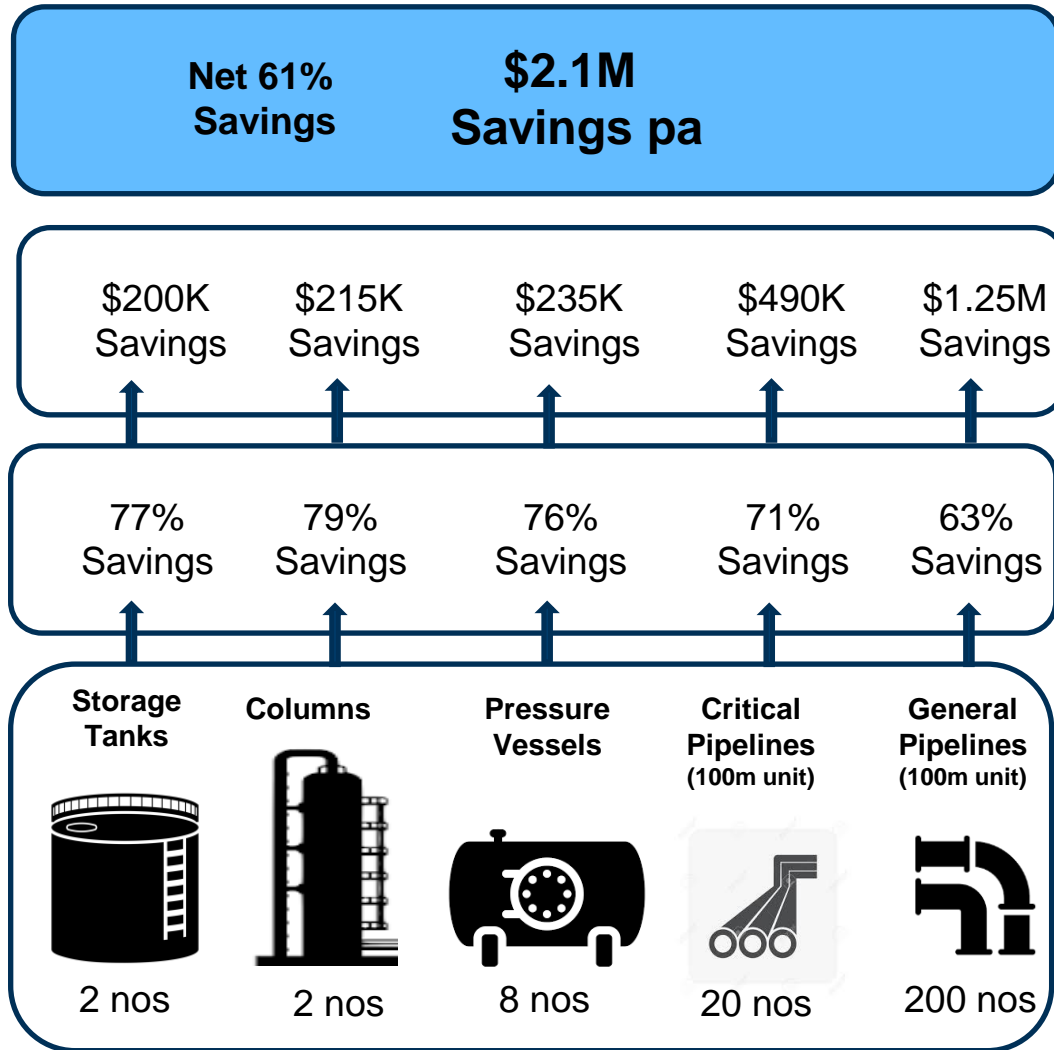 Net 61%
Savings
$2.1M
Savings pa
$200K
Savings
$215K
Savings
$235K
Savings
$490K
Savings
$1.25M
Savings
77%
Savings
79%
Savings
76%
Savings
71%
Savings
63%
Savings
Storage
Tanks
Columns
Pressure
Vessels
Critical
Pipelines
(100m unit)
General
Pipelines
(100m unit)
2 nos
2 nos
8 nos
20 nos
200 nos